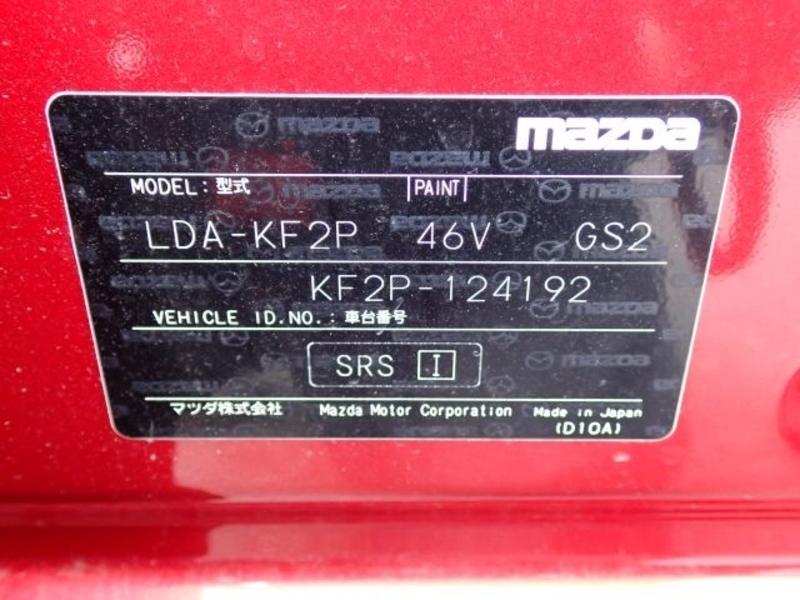 mazda
MODEL：型式 PAINT
LDA-KF2P 46V GS2
KF2P-124192
VEHICLE ID.NO.：車台番号
SRS I
マツダ株式会社 Mazda Motor Corporation Made in Japan
(D10A)